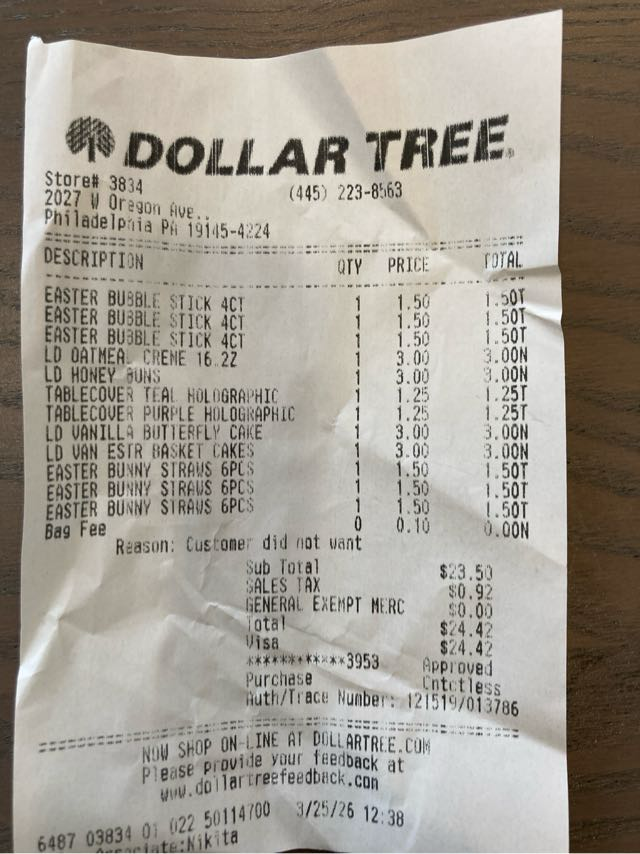 DOLLAR TREE
Store# 3834 (445) 223-8563
2027 W Oregon Ave..
Philadelphia PA 19145-4224
DESCRIPTION QTY PRICE TOTAL
EASTER BUBBLE STICK 4CT 1 1.50 1.50T
EASTER BUBBLE STICK 4CT 1 1.50 1.50T
EASTER BUBBLE STICK 4CT 1 1.50 1.50T
LD OATMEAL CREME 16.2Z 1 3.00 3.00N
LD HONEY BUNS 1 3.00 3.00N
TABLECOVER TEAL HOLOGRAPHIC 1 1.25 1.25T
TABLECOVER PURPLE HOLOGRAPHIC 1 1.25 1.25T
LD VANILLA BUTTERFLY CAKE 1 3.00 3.00N
LD VAN ESTR BASKET CAKES 1 3.00 3.00N
EASTER BUNNY STRAWS 6PCS 1 1.50 1.50T
EASTER BUNNY STRAWS 6PCS 1 1.50 1.50T
EASTER BUNNY STRAWS 6PCS 1 1.50 1.50T
Bag Fee 0 0.10 0.00N
Reason: Customer did not want
Sub Total $23.50
SALES TAX $0.92
GENERAL EXEMPT MERC $0.00
Total $24.42
Visa $24.42
************3953 Approved
Purchase Cntctless
Auth/Trace Number: 121519/013786
NOW SHOP ON-LINE AT DOLLARTREE.COM
Please provide your feedback at
www.dollartreefeedback.com
6487 03834 01 022 50114700 3/25/26 12:38
Associate:Nikita